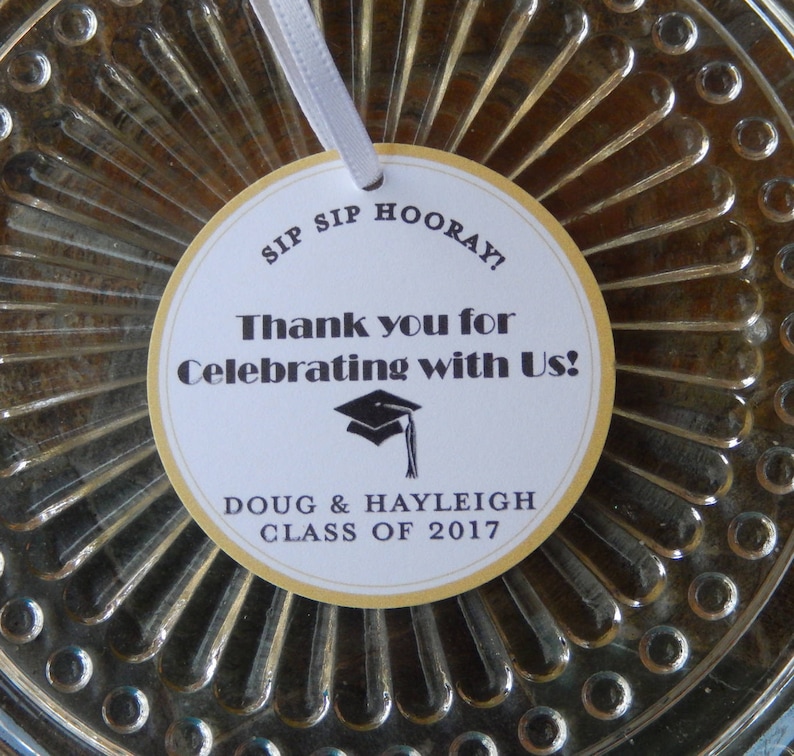 SIP SIP HOORAY!
Thank you for
Celebrating with Us!
DOUG & HAYLEIGH
CLASS OF 2017